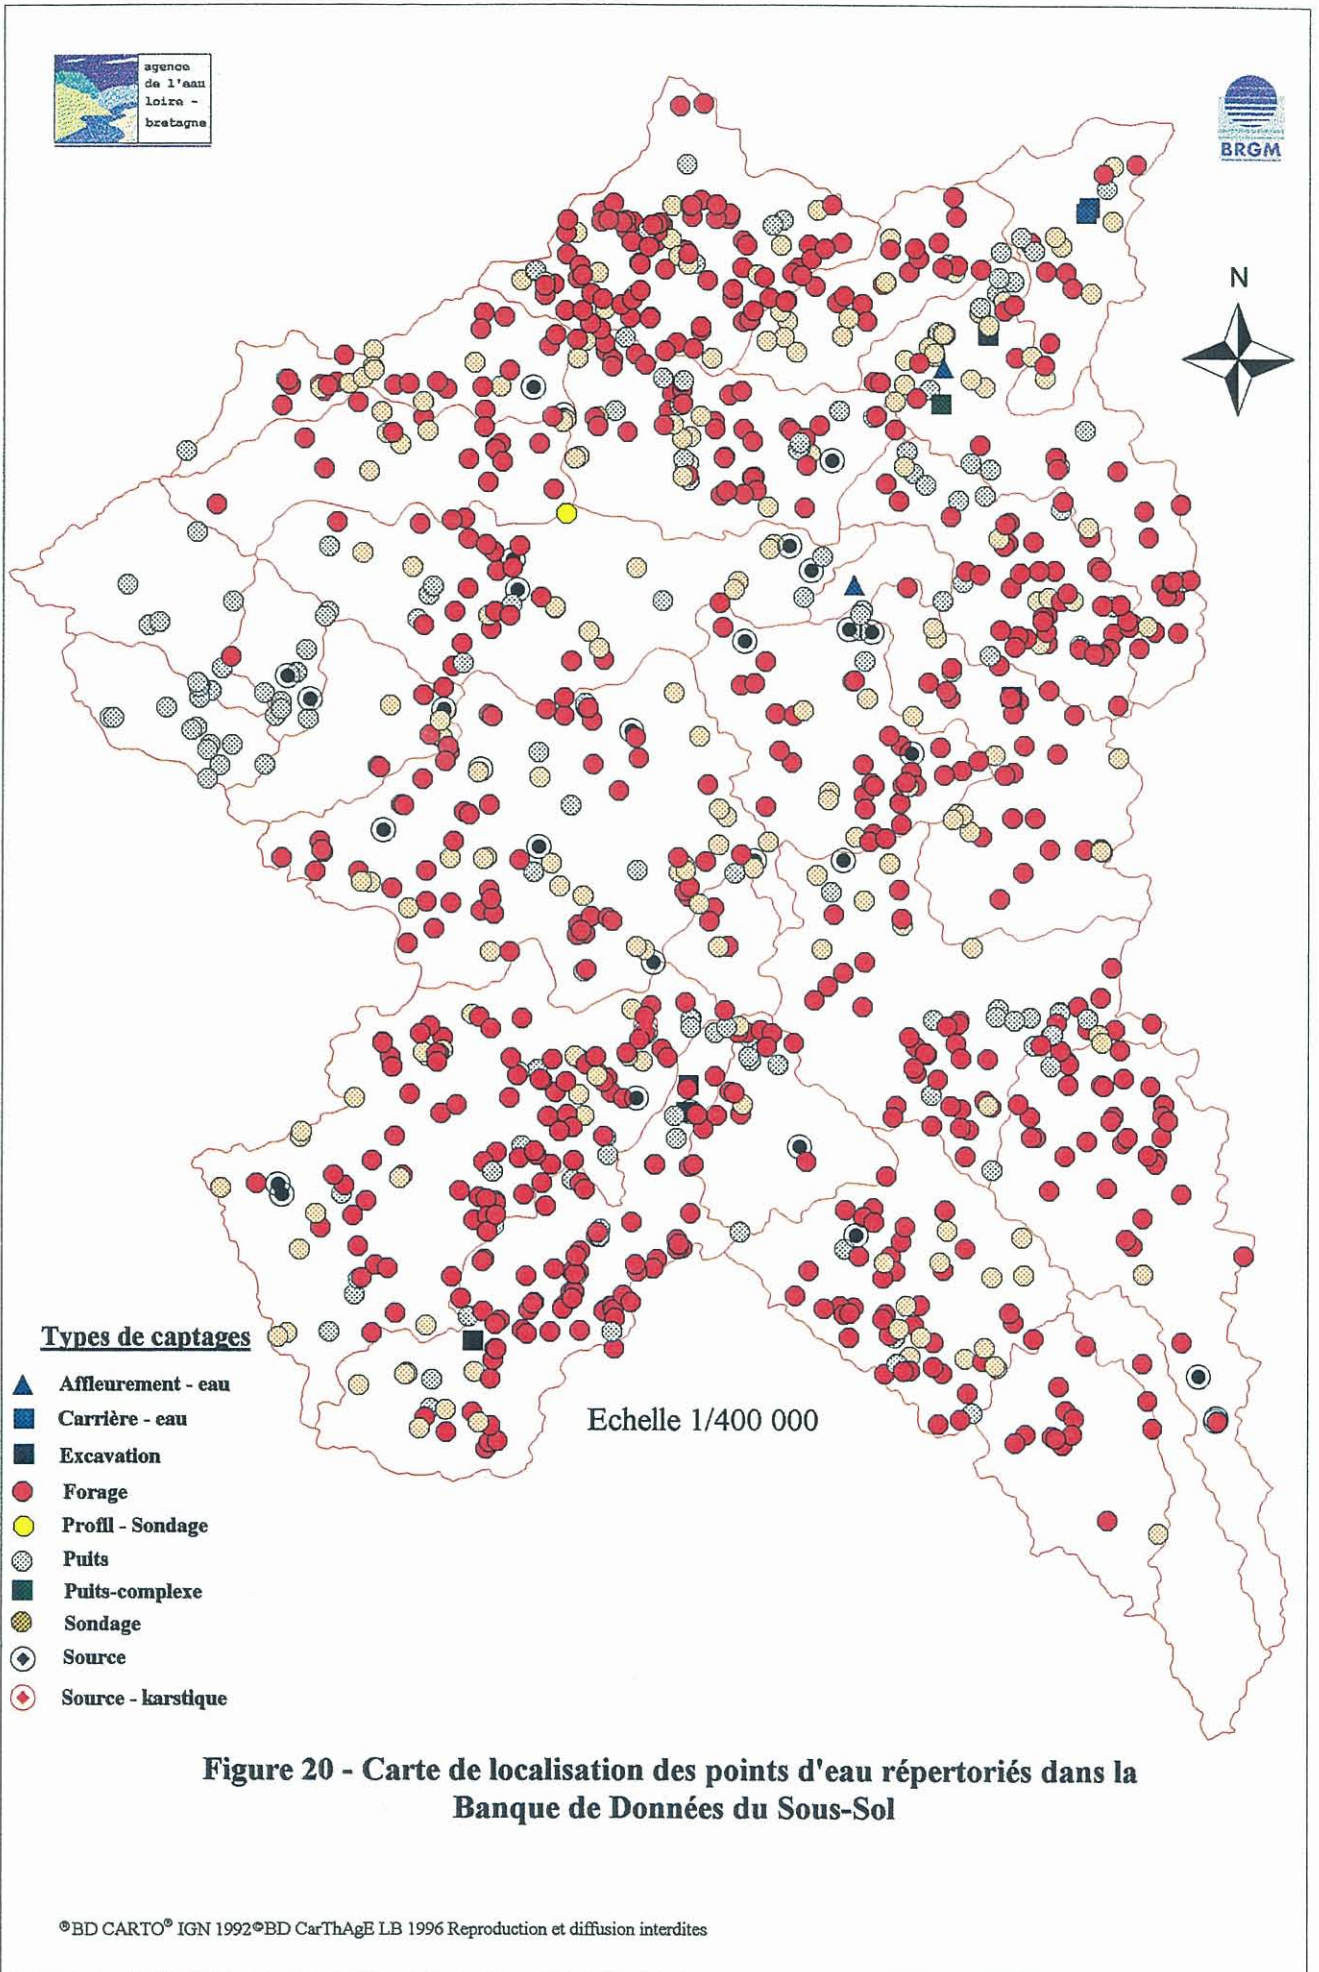 agence
de l'eau
loire -
bretagne
BRGM
N
Types de captages
Affleurement - eau
Carrière - eau
Excavation
Forage
Profil - Sondage
Puits
Puits-complexe
Sondage
Source
Source - karstique
Echelle 1/400 000
Figure 20 - Carte de localisation des points d'eau répertoriés dans la
Banque de Données du Sous-Sol
®BD CARTO® IGN 1992©BD CarThAgE LB 1996 Reproduction et diffusion interdites